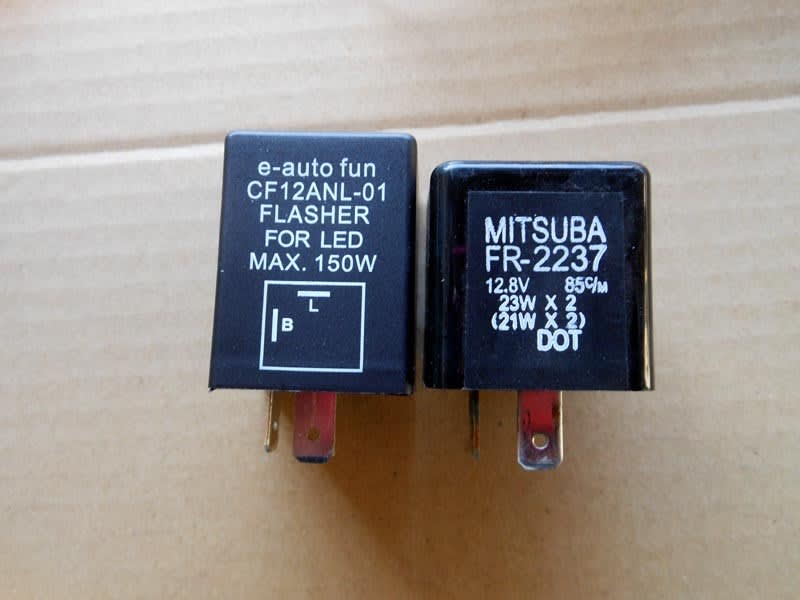 e-auto fun
CF12ANL-01
FLASHER
FOR LED
MAX. 150W
L
B
MITSUBA
FR-2237
12.8V 85c/M
23W X 2
(21W X 2)
DOT